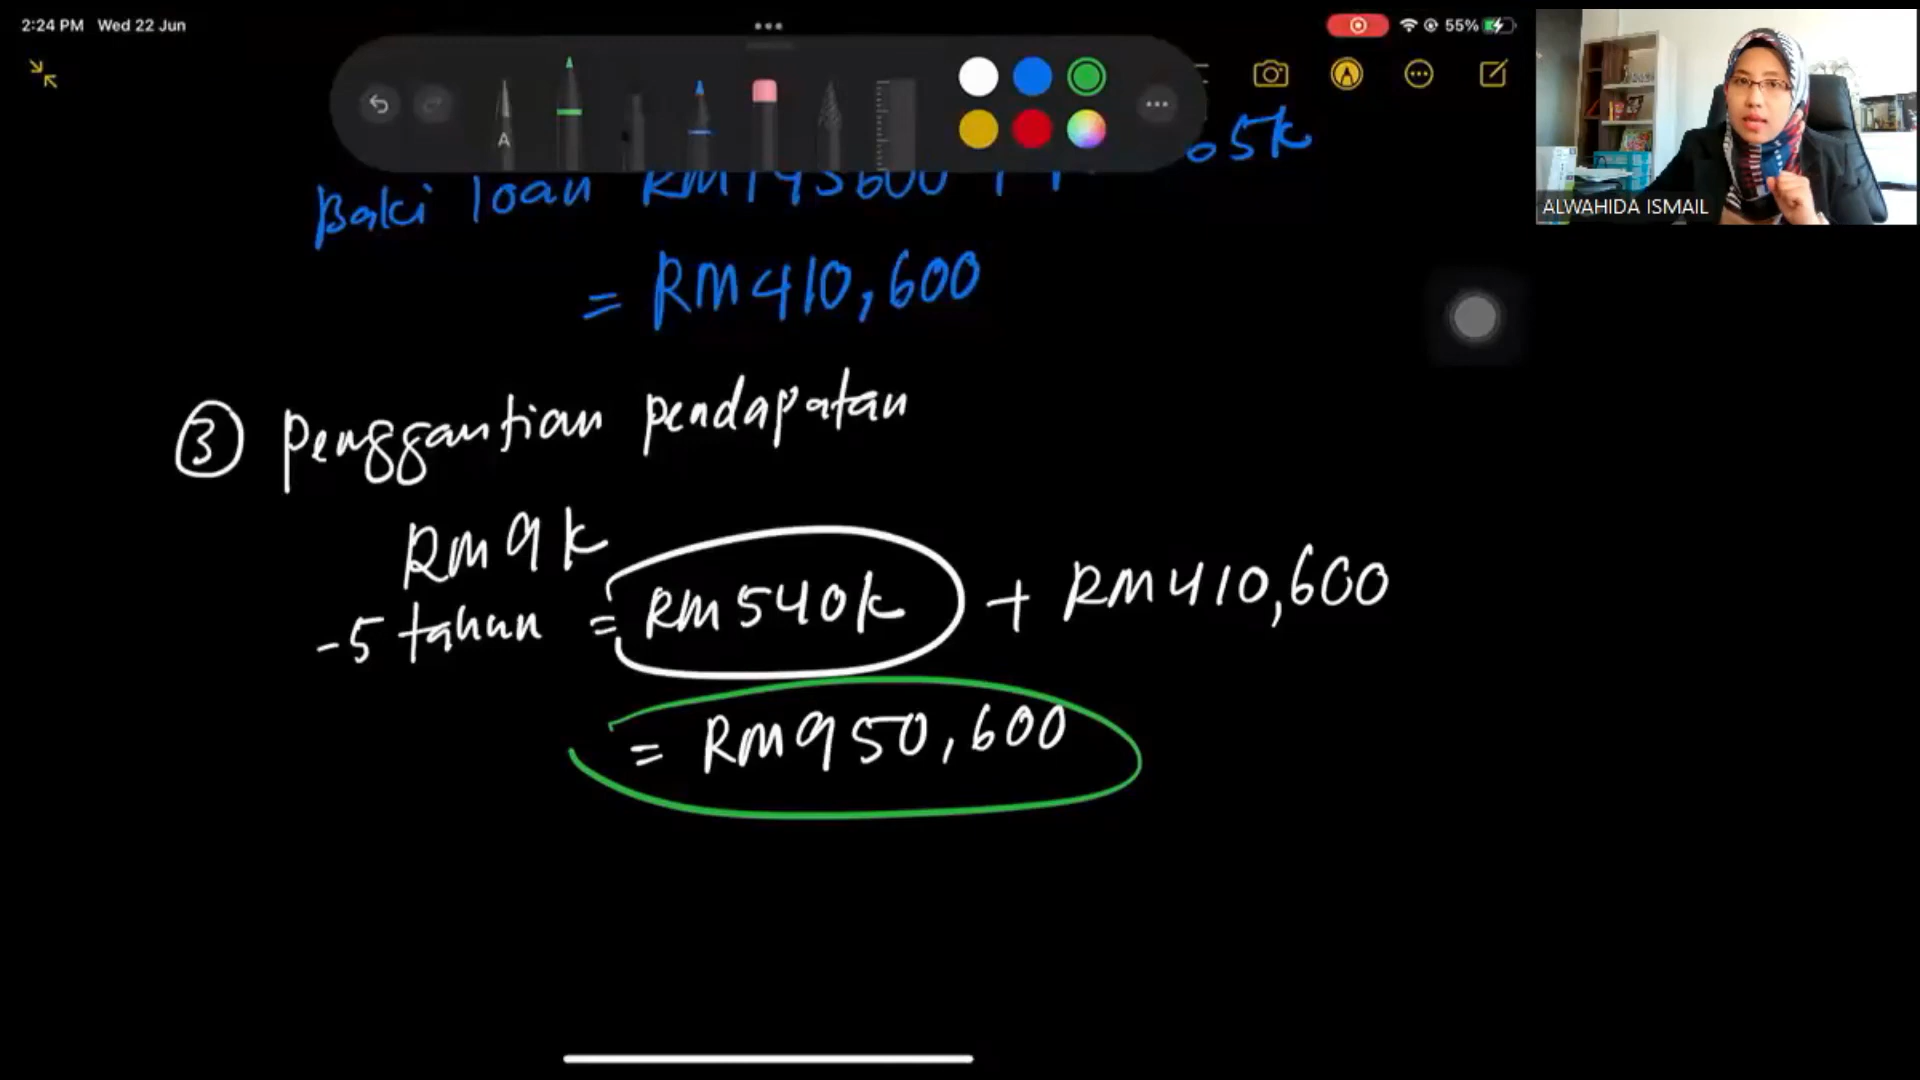 2:24 PM Wed 22 Jun
55%
A
05k
Baki loan
= RM410,600
ALWAHIDA ISMAIL
3 Penggantian pendapatan
RM9k
-5 tahun = RM540k + RM410,600
= RM950,600